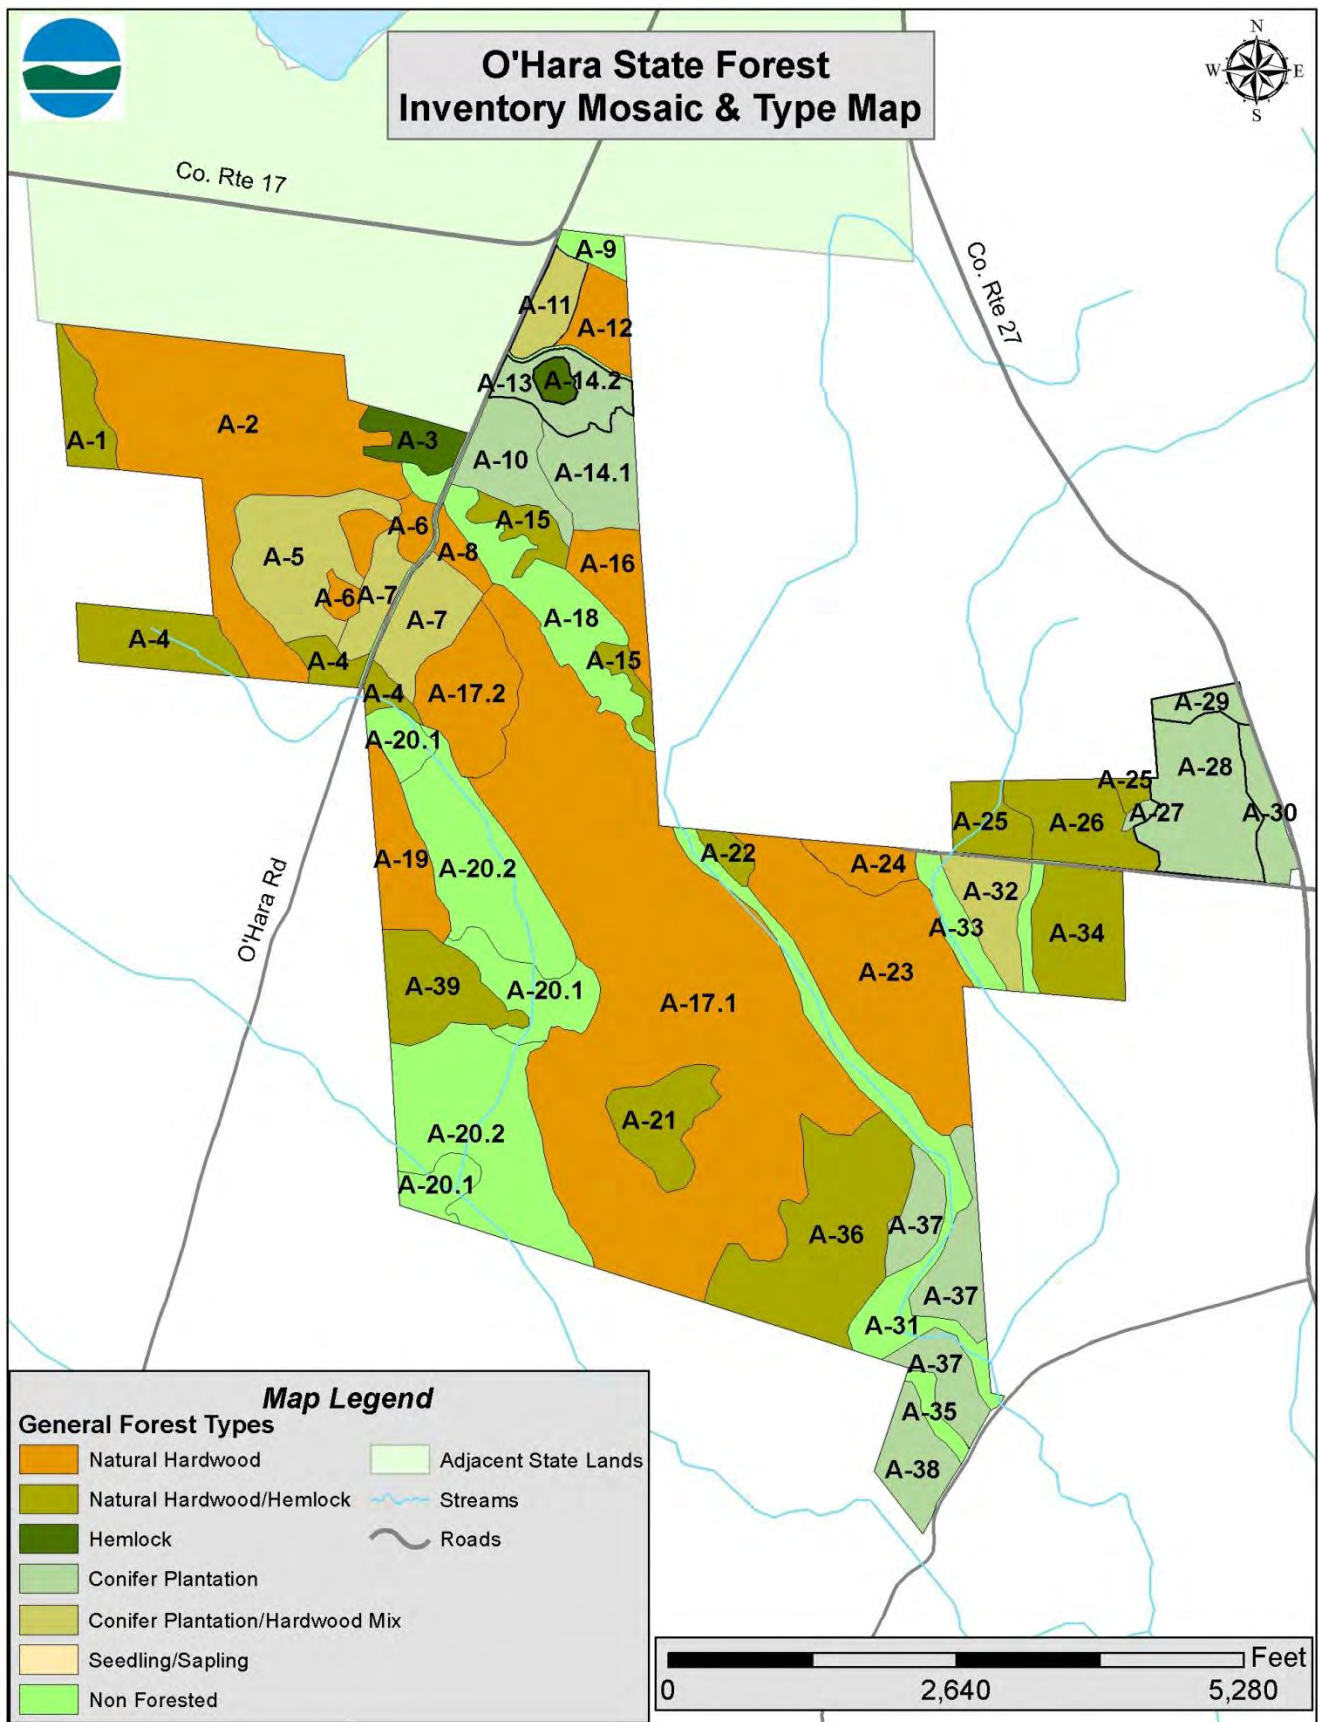 O'Hara State Forest
Inventory Mosaic & Type Map
N
W E
S
Co. Rte 17
Co. Rte 27
A-9
A-11
A-12
A-13
A-14.2
A-1
A-2
A-3
A-10
A-14.1
A-15
A-6
A-5
A-8
A-16
A-6
A-7
A-7
A-18
A-4
A-4
A-15
A-4
A-17.2
A-29
A-20.1
A-28
A-25
A-27
A-30
A-25
A-26
A-22
A-24
A-19
A-20.2
A-32
A-33
A-34
O'Hara Rd
A-23
A-39
A-20.1
A-17.1
A-21
A-20.2
A-20.1
A-37
A-36
A-37
A-31
A-37
A-35
A-38
Map Legend
General Forest Types
Natural Hardwood
Natural Hardwood/Hemlock
Hemlock
Conifer Plantation
Conifer Plantation/Hardwood Mix
Seedling/Sapling
Non Forested
Adjacent State Lands
Streams
Roads
Feet
0 2,640 5,280